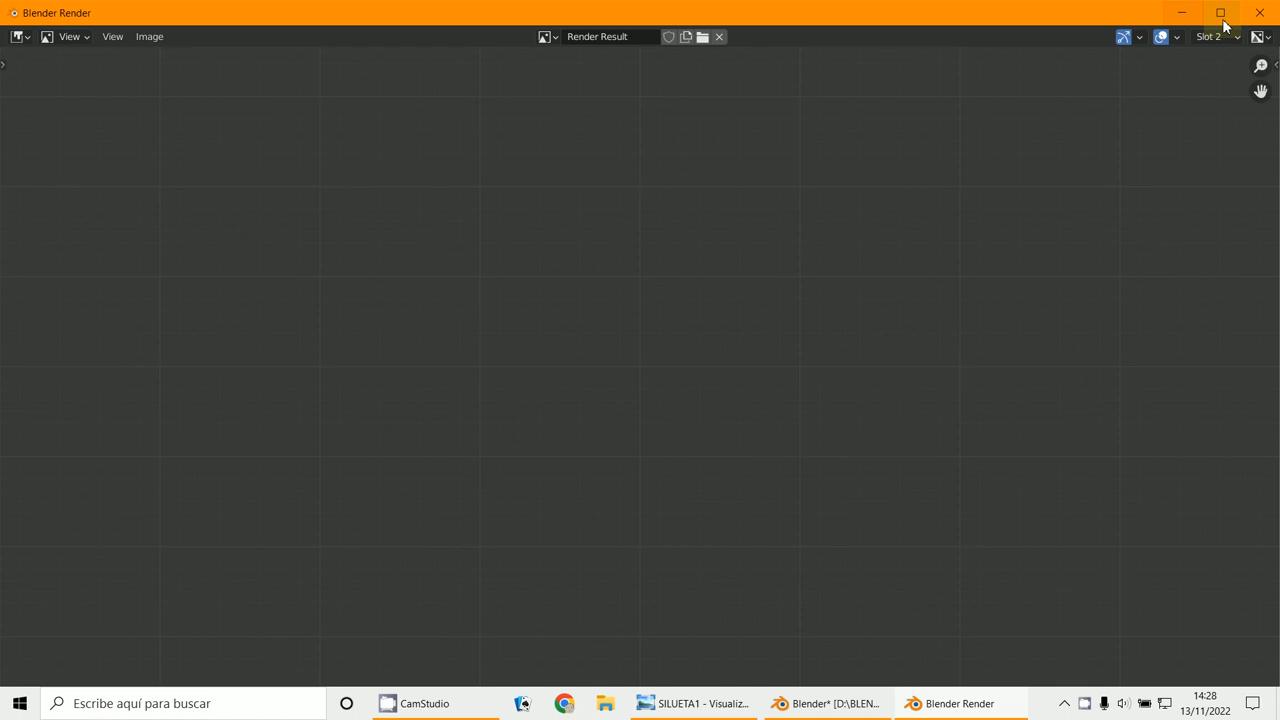 Blender Render
View View Image Render Result Slot 2
Escribe aquí para buscar CamStudio SILUETA1 - Visualiz... Blender* [D:\BLEN... Blender Render
14:28
13/11/2022